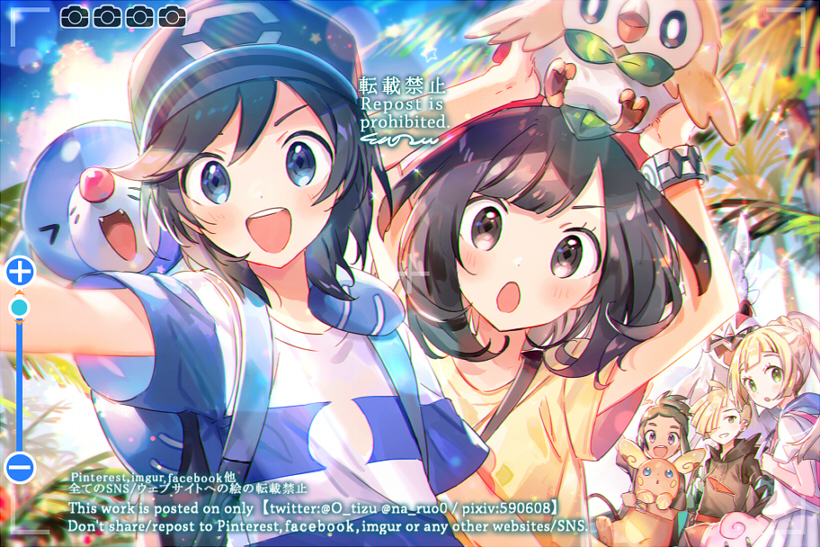 転載禁止
Repost is
prohibited.
Pinterest,imgur,facebook他
全てのSNS/ウェブサイトへの絵の転載禁止
This work is posted on only【twitter:@O_tizu @na_ruo0 / pixiv:590608】
Don't share/repost to Pinterest,facebook,imgur or any other websites/SNS.